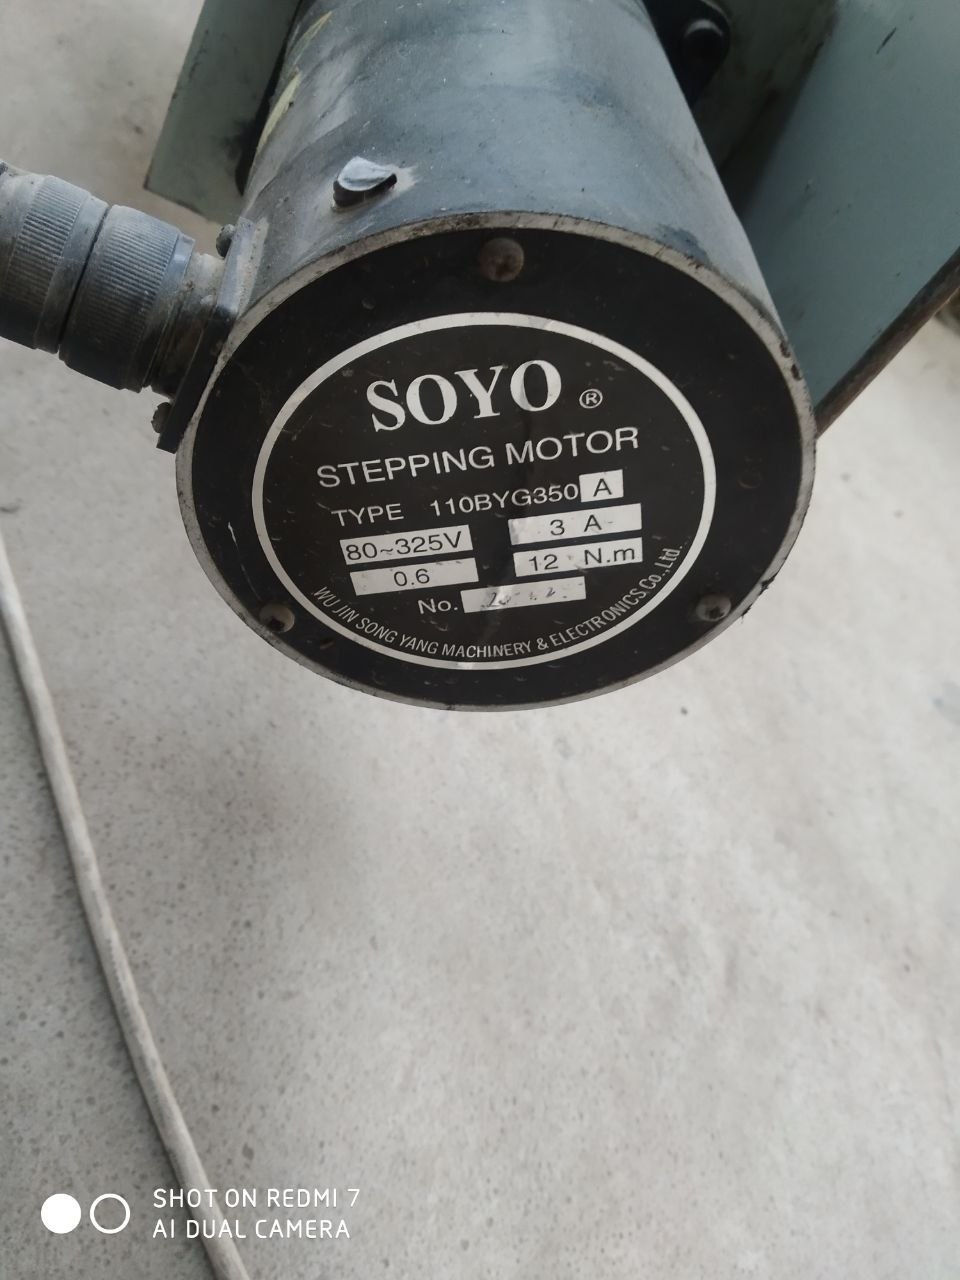 SOYO ®
STEPPING MOTOR
TYPE 110BYG350 A
80~325V 3 A
0.6 12 N.m
No.
WU JIN SONG YANG MACHINERY & ELECTRONICS.Co.,Ltd.
SHOT ON REDMI 7
AI DUAL CAMERA